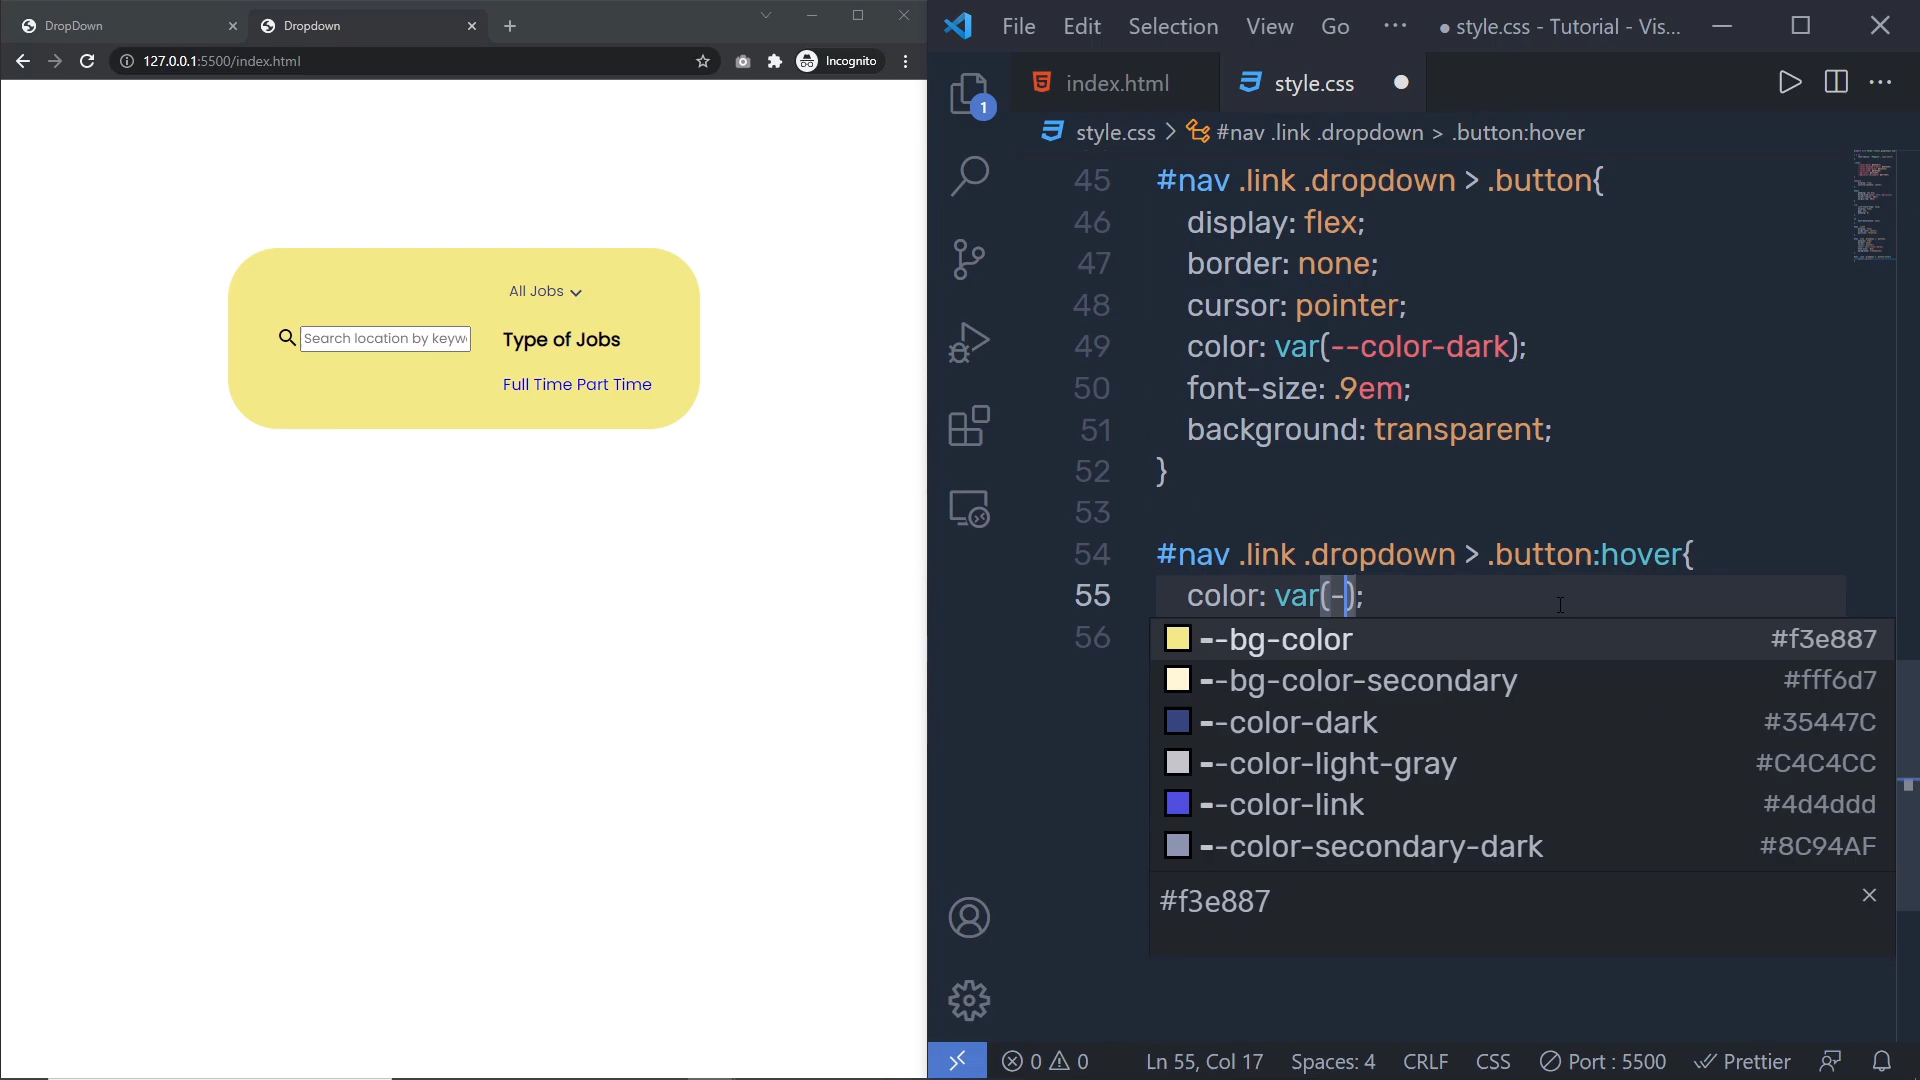 DropDown
Dropdown
127.0.0.1:5500/index.html
Incognito
All Jobs
Search location by keyw
Type of Jobs
Full Time Part Time
File Edit Selection View Go
● style.css - Tutorial - Vis...
1
index.html
style.css
style.css > #nav .link .dropdown > .button:hover
45 #nav .link .dropdown > .button{
46 display: flex;
47 border: none;
48 cursor: pointer;
49 color: var(--color-dark);
50 font-size: .9em;
51 background: transparent;
52 }
53
54 #nav .link .dropdown > .button:hover{
55 color: var(-);
56
--bg-color #f3e887
--bg-color-secondary #fff6d7
--color-dark #35447C
--color-light-gray #C4C4CC
--color-link #4d4ddd
--color-secondary-dark #8C94AF
#f3e887
0 0 Ln 55, Col 17 Spaces: 4 CRLF CSS Port : 5500 Prettier